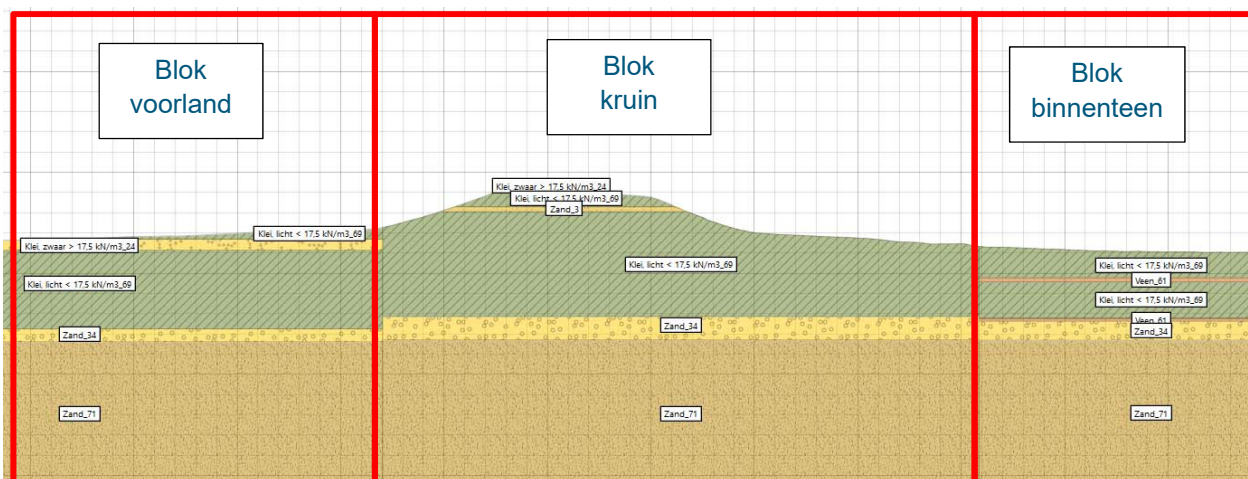 Blok
voorland
Blok
kruin
Blok
binnenteen
Klei, zwaar > 17,5 kN/m3_24
Klei, licht < 17,5 kN/m3_69
Zand_3
Klei, licht < 17,5 kN/m3_69
Klei, zwaar > 17,5 kN/m3_24
Klei, licht < 17,5 kN/m3_69
Klei, licht < 17,5 kN/m3_69
Klei, licht < 17,5 kN/m3_69
Veen_61
Klei, licht < 17,5 kN/m3_69
Veen_61
Zand_34
Zand_34
Zand_34
Zand_71
Zand_71
Zand_71